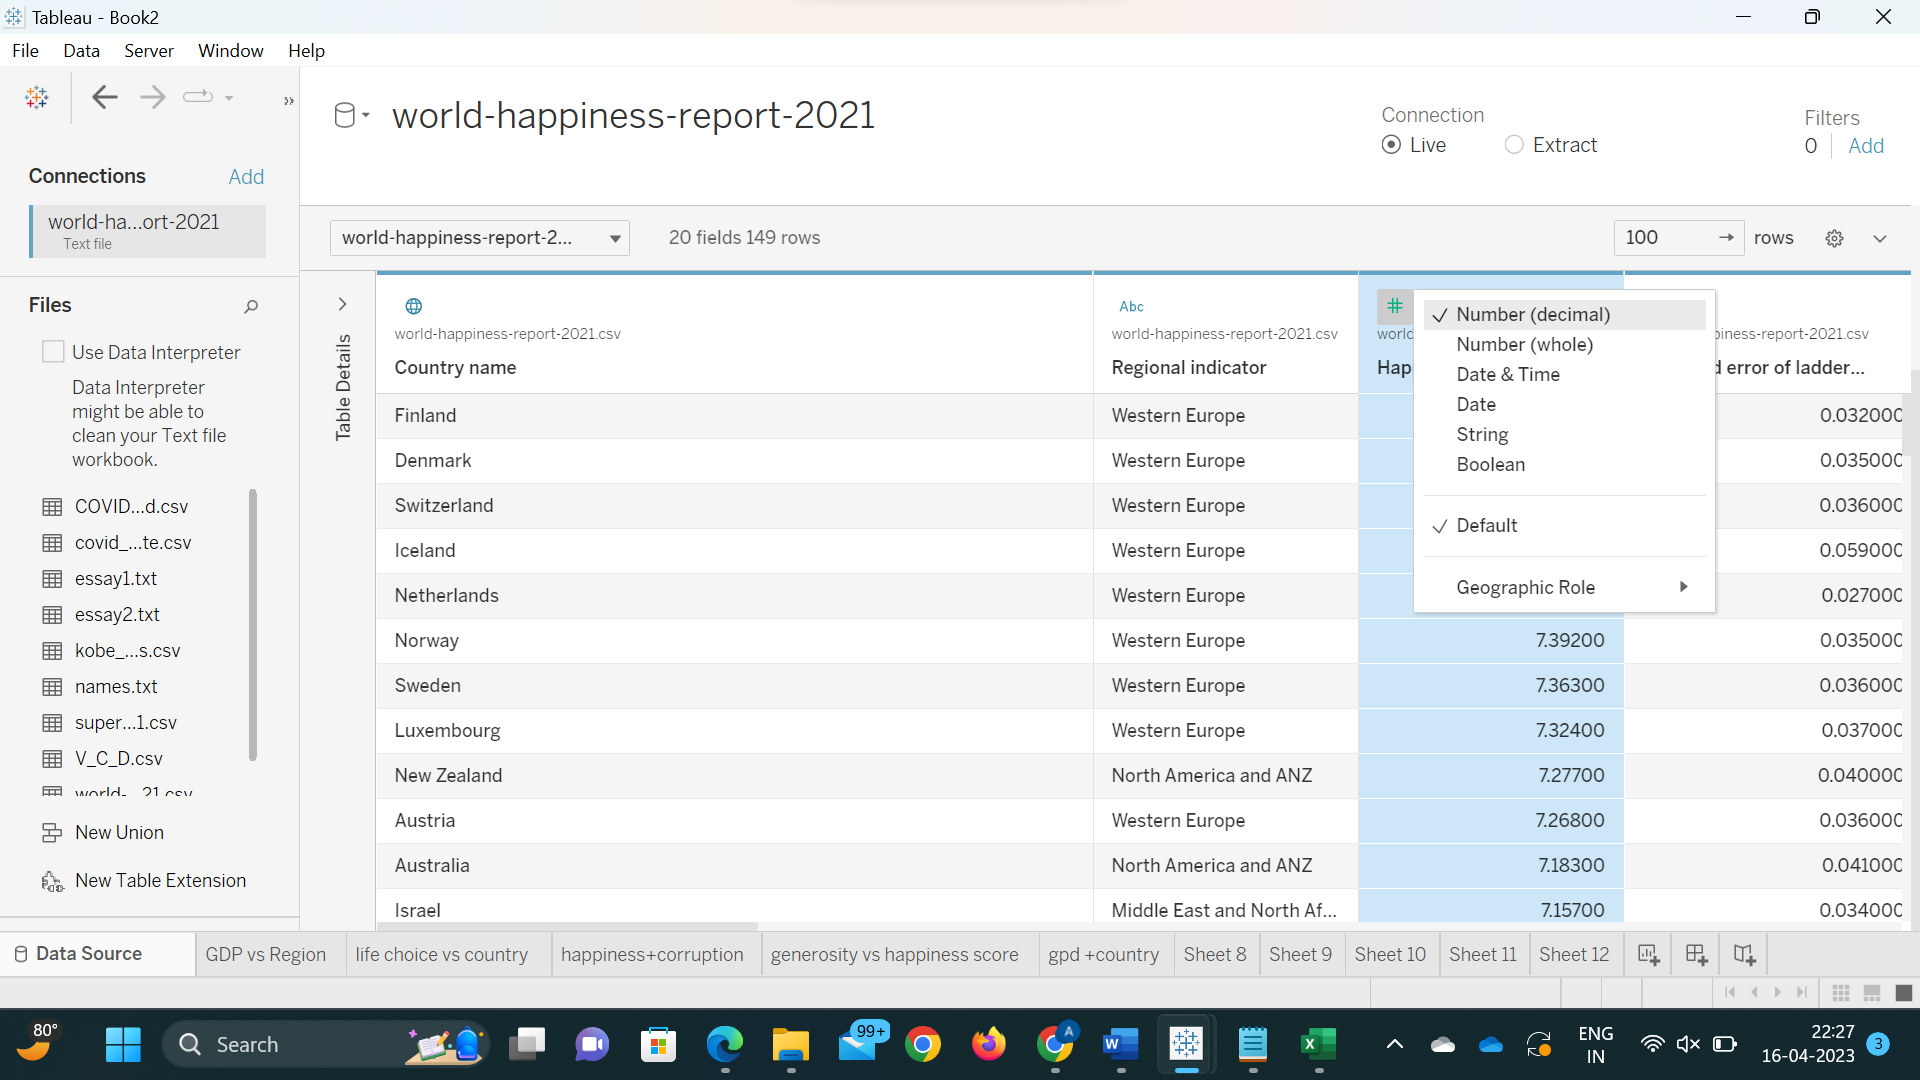 Tableau - Book2
File Data Server Window Help
world-happiness-report-2021
Connection
Live Extract
Filters
0 Add
Connections Add
world-ha...ort-2021
Text file
world-happiness-report-2... 20 fields 149 rows 100 rows
Files
Use Data Interpreter
Data Interpreter
might be able to
clean your Text file
workbook.
COVID...d.csv
covid_...te.csv
essay1.txt
essay2.txt
kobe_...s.csv
names.txt
super...1.csv
V_C_D.csv
world-...21.csv
New Union
New Table Extension
Table Details
Abc
world-happiness-report-2021.csv world-happiness-report-2021.csv world piness-report-2021.csv
Country name Regional indicator Hap d error of ladder...
Finland Western Europe 0.032000
Denmark Western Europe 0.035000
Switzerland Western Europe 0.036000
Iceland Western Europe 0.059000
Netherlands Western Europe 0.027000
Norway Western Europe 7.39200 0.035000
Sweden Western Europe 7.36300 0.036000
Luxembourg Western Europe 7.32400 0.037000
New Zealand North America and ANZ 7.27700 0.040000
Austria Western Europe 7.26800 0.036000
Australia North America and ANZ 7.18300 0.041000
Israel Middle East and North Af... 7.15700 0.034000
Number (decimal)
Number (whole)
Date & Time
Date
String
Boolean
Default
Geographic Role
Data Source GDP vs Region life choice vs country happiness+corruption generosity vs happiness score gpd +country Sheet 8 Sheet 9 Sheet 10 Sheet 11 Sheet 12
80°
Search
99+
A
ENG
IN
22:27
16-04-2023
3